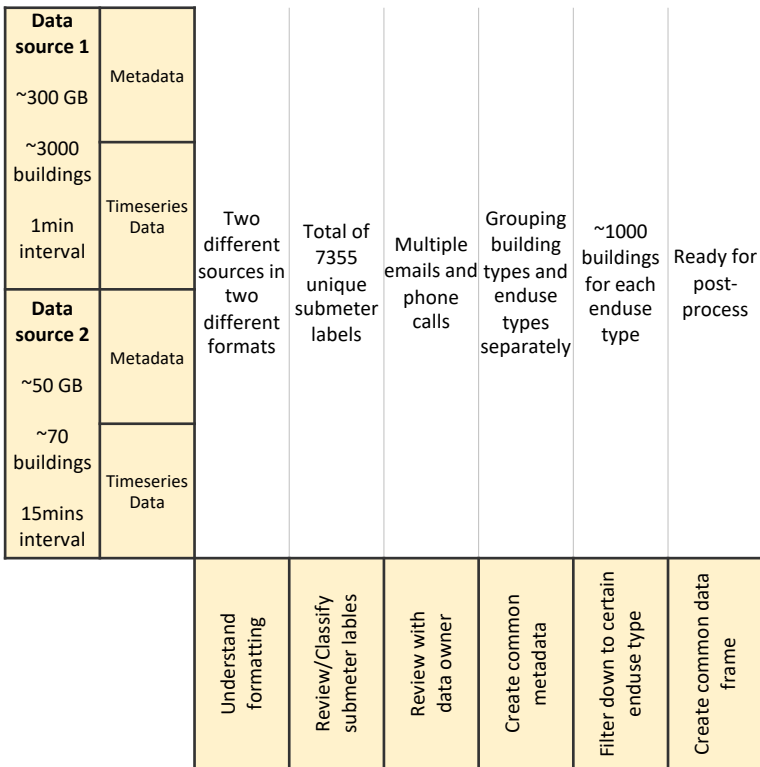 Data
source 1
~300 GB
~3000
buildings
1min
interval
Metadata
Timeseries
Data
Data
source 2
~50 GB
~70
buildings
15mins
interval
Metadata
Timeseries
Data
Two
different
sources in
two
different
formats
Total of
7355
unique
submeter
labels
Multiple
emails and
phone
calls
Grouping
building
types and
enduse
types
separately
~1000
buildings
for each
enduse
type
Ready for
post-
process
Understand
formatting
Review/Classify
submeter lables
Review with
data owner
Create common
metadata
Filter down to certain
enduse type
Create common data
frame